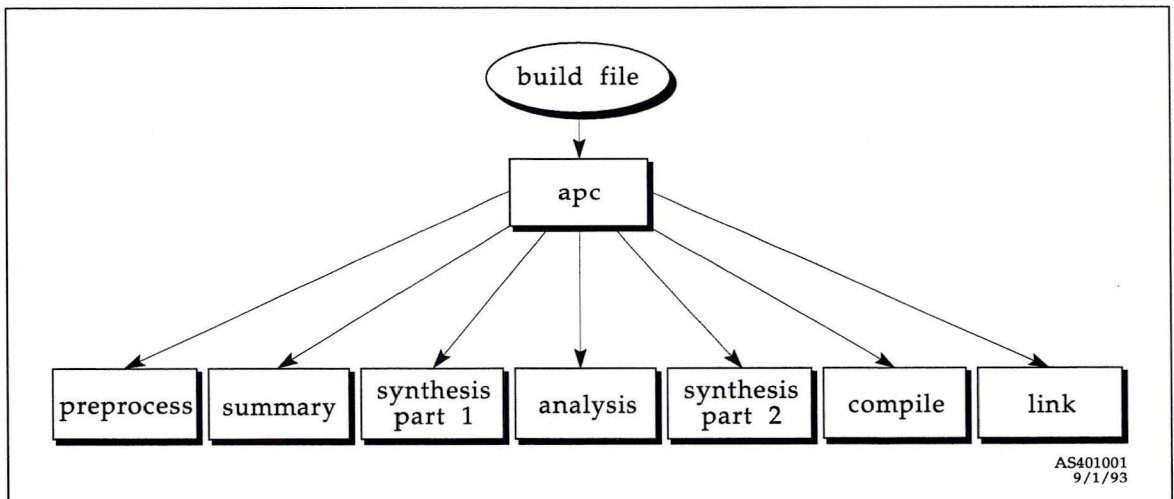 build file
apc
preprocess
summary
synthesis
part 1
analysis
synthesis
part 2
compile
link
AS401001
9/1/93